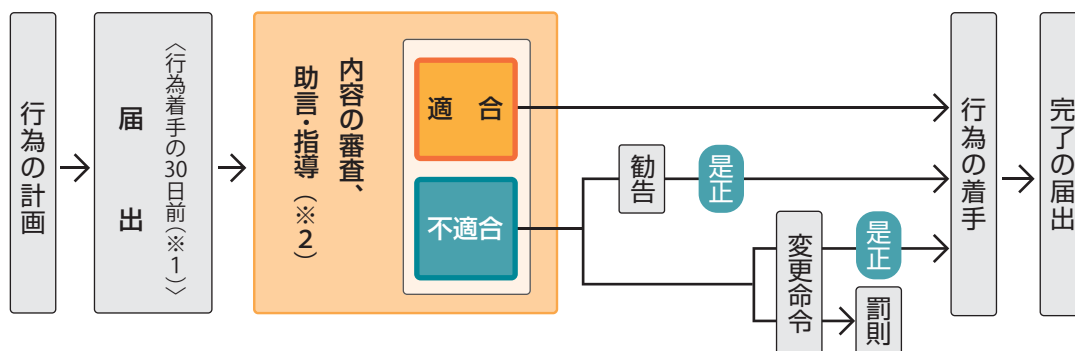 行為の計画
届出
〈行為着手の30日前(※1)〉
内容の審査、
助言・指導(※2)
適合
不適合
勧告
是正
変更命令
是正
罰則
行為の着手
完了の届出